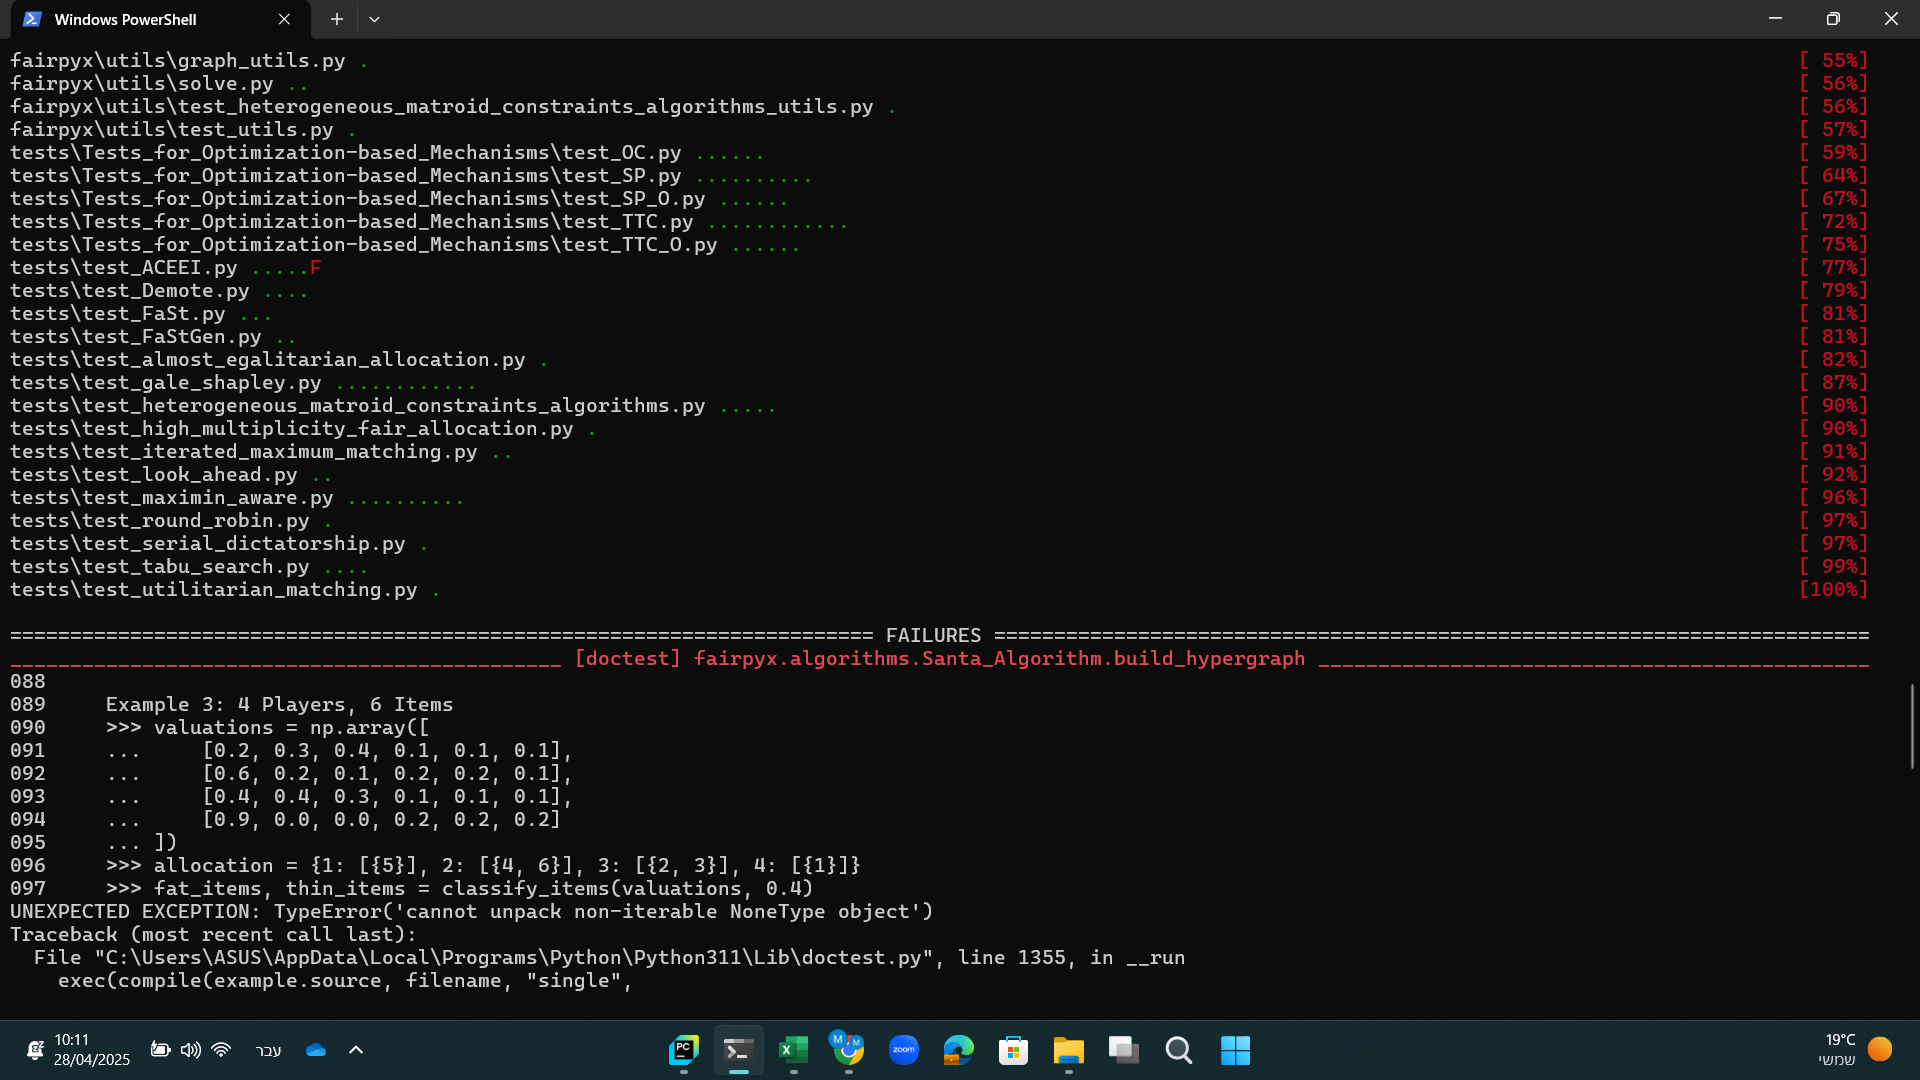 Windows PowerShell
fairpyx\utils\graph_utils.py . [ 55%]
fairpyx\utils\solve.py .. [ 56%]
fairpyx\utils\test_heterogeneous_matroid_constraints_algorithms_utils.py . [ 56%]
fairpyx\utils\test_utils.py . [ 57%]
tests\Tests_for_Optimization-based_Mechanisms\test_OC.py ...... [ 59%]
tests\Tests_for_Optimization-based_Mechanisms\test_SP.py .......... [ 64%]
tests\Tests_for_Optimization-based_Mechanisms\test_SP_O.py ...... [ 67%]
tests\Tests_for_Optimization-based_Mechanisms\test_TTC.py ............ [ 72%]
tests\Tests_for_Optimization-based_Mechanisms\test_TTC_O.py ...... [ 75%]
tests\test_ACEEI.py .....F [ 77%]
tests\test_Demote.py .... [ 79%]
tests\test_FaSt.py ... [ 81%]
tests\test_FaStGen.py .. [ 81%]
tests\test_almost_egalitarian_allocation.py . [ 82%]
tests\test_gale_shapley.py ............ [ 87%]
tests\test_heterogeneous_matroid_constraints_algorithms.py ..... [ 90%]
tests\test_high_multiplicity_fair_allocation.py . [ 90%]
tests\test_iterated_maximum_matching.py .. [ 91%]
tests\test_look_ahead.py .. [ 92%]
tests\test_maximin_aware.py .......... [ 96%]
tests\test_round_robin.py . [ 97%]
tests\test_serial_dictatorship.py . [ 97%]
tests\test_tabu_search.py .... [ 99%]
tests\test_utilitarian_matching.py . [100%]
======================================================================== FAILURES =========================================================================
______________________________________________ [doctest] fairpyx.algorithms.Santa_Algorithm.build_hypergraph ______________________________________________
088
089     Example 3: 4 Players, 6 Items
090     >>> valuations = np.array([
091     ...     [0.2, 0.3, 0.4, 0.1, 0.1, 0.1],
092     ...     [0.6, 0.2, 0.1, 0.2, 0.2, 0.1],
093     ...     [0.4, 0.4, 0.3, 0.1, 0.1, 0.1],
094     ...     [0.9, 0.0, 0.0, 0.2, 0.2, 0.2]
095     ... ])
096     >>> allocation = {1: [{5}], 2: [{4, 6}], 3: [{2, 3}], 4: [{1}]}
097     >>> fat_items, thin_items = classify_items(valuations, 0.4)
UNEXPECTED EXCEPTION: TypeError('cannot unpack non-iterable NoneType object')
Traceback (most recent call last):
  File "C:\Users\ASUS\AppData\Local\Programs\Python\Python311\Lib\doctest.py", line 1355, in __run
    exec(compile(example.source, filename, "single",
10:11
28/04/2025
עבר
PC
X
M
M
zoom
19°C
שמשי